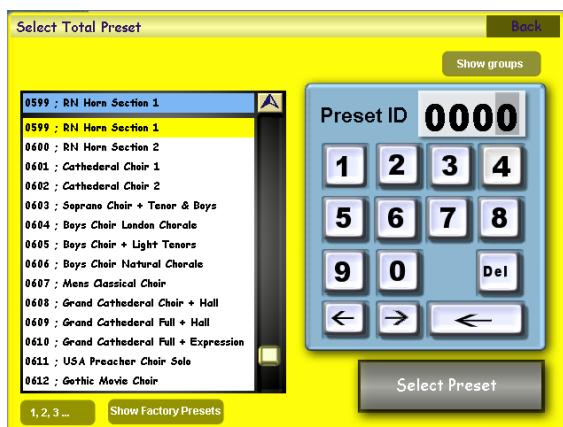 Select Total Preset
Back
Show groups
0599 ; RN Horn Section 1
0599 ; RN Horn Section 1
0600 ; RN Horn Section 2
0601 ; Cathederal Choir 1
0602 ; Cathederal Choir 2
0603 ; Soprano Choir + Tenor & Boys
0604 ; Boys Choir London Chorale
0605 ; Boys Choir + Light Tenors
0606 ; Boys Choir Natural Chorale
0607 ; Mens Classical Choir
0608 ; Grand Cathederal Choir + Hall
0609 ; Grand Cathederal Full + Hall
0610 ; Grand Cathederal Full + Expression
0611 ; USA Preacher Choir Solo
0612 ; Gothic Movie Choir
1, 2, 3 ...
Show Factory Presets
Preset ID 0000
1 2 3 4
5 6 7 8
9 0 Del
← → ←
Select Preset